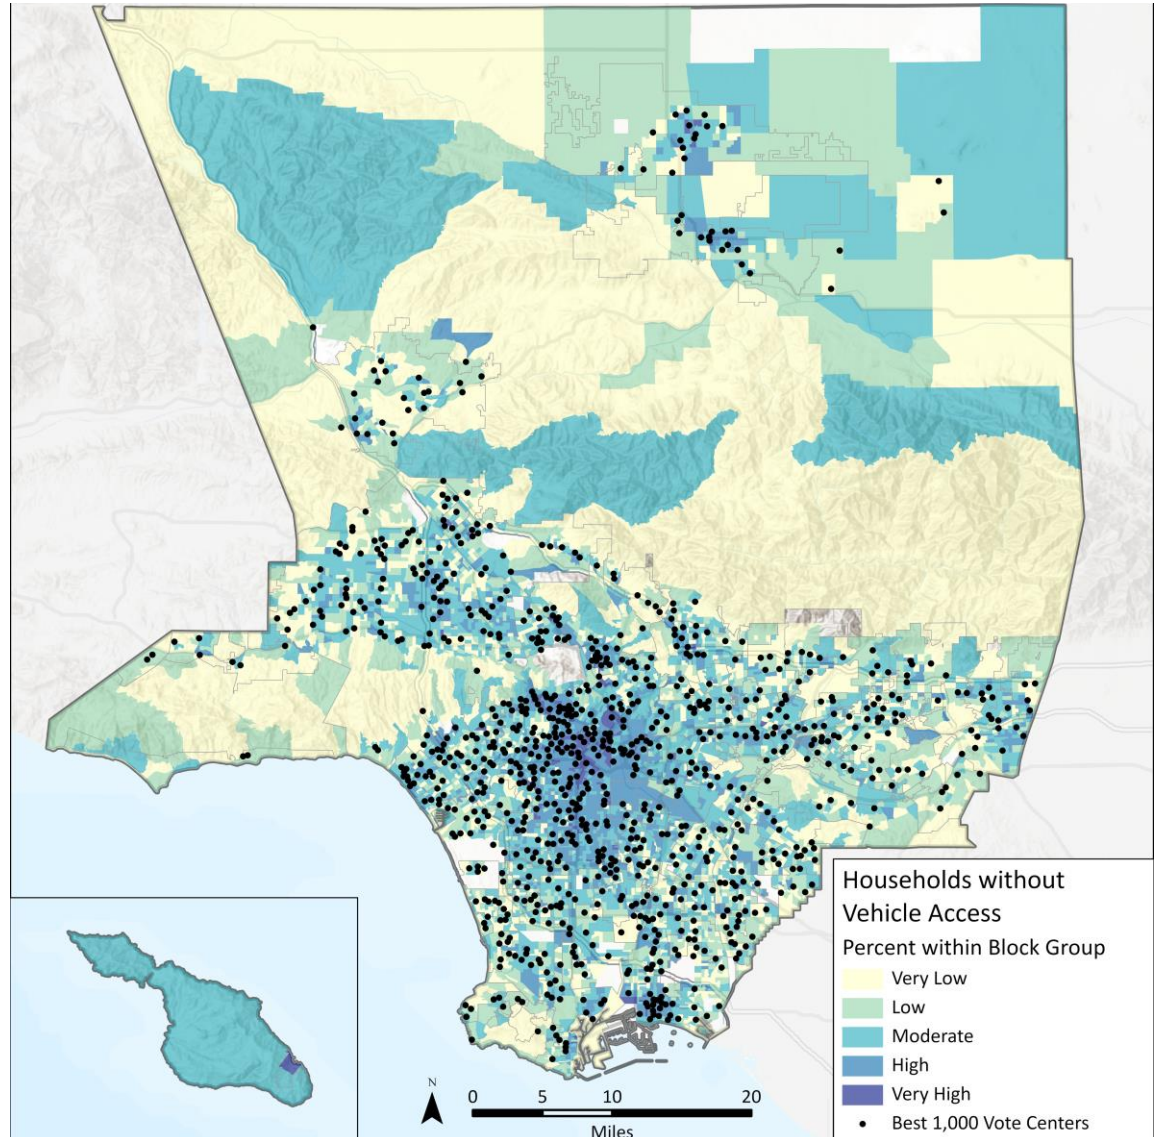 N
0 5 10 20
Miles
Households without
Vehicle Access
Percent within Block Group
Very Low
Low
Moderate
High
Very High
Best 1,000 Vote Centers